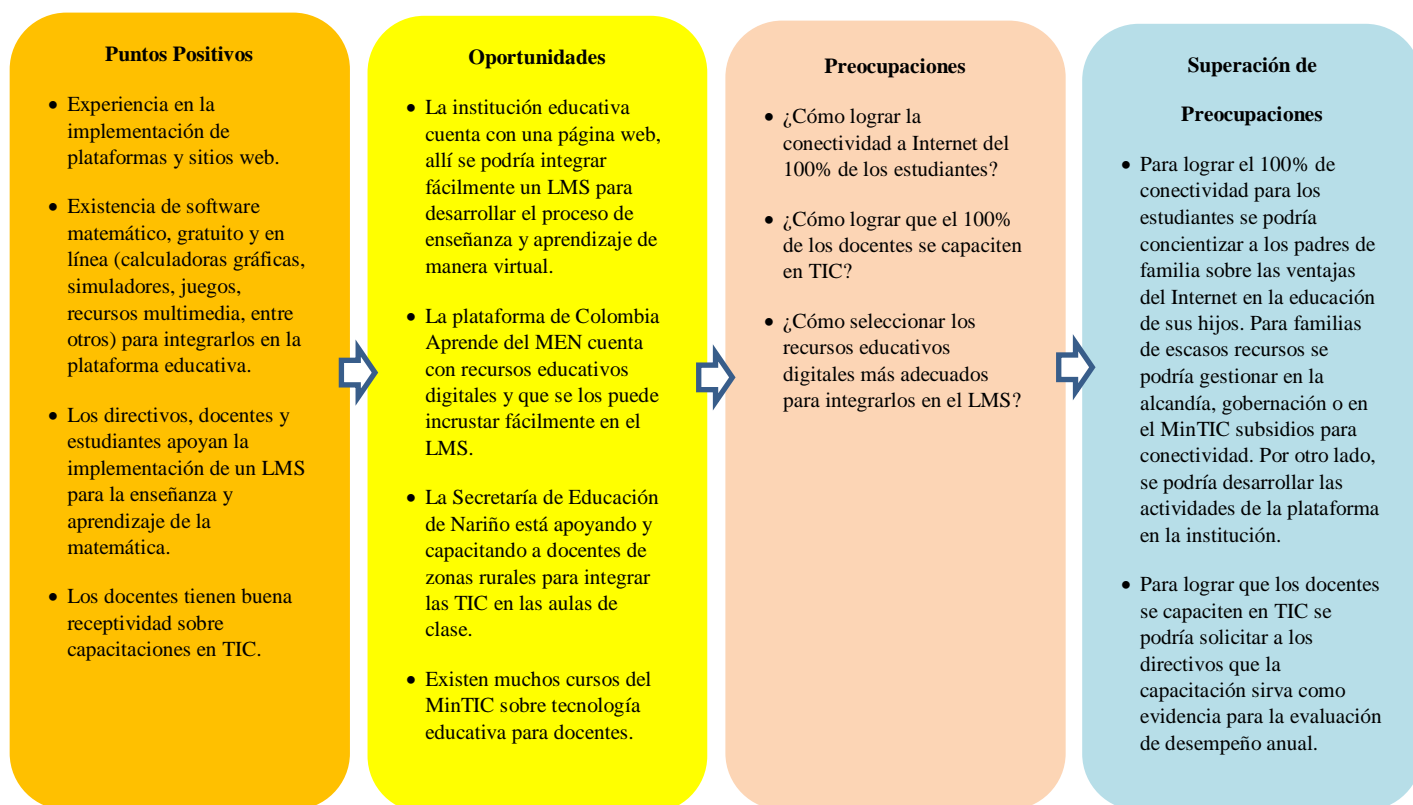 Puntos Positivos
• Experiencia en la
implementación de
plataformas y sitios web.
• Existencia de software
matemático, gratuito y en
línea (calculadoras gráficas,
simuladores, juegos,
recursos multimedia, entre
otros) para integrarlos en la
plataforma educativa.
• Los directivos, docentes y
estudiantes apoyan la
implementación de un LMS
para la enseñanza y
aprendizaje de la
matemática.
• Los docentes tienen buena
receptividad sobre
capacitaciones en TIC.
Oportunidades
• La institución educativa
cuenta con una página web,
allí se podría integrar
fácilmente un LMS para
desarrollar el proceso de
enseñanza y aprendizaje de
manera virtual.
• La plataforma de Colombia
Aprende del MEN cuenta
con recursos educativos
digitales y que se los puede
incrustar fácilmente en el
LMS.
• La Secretaría de Educación
de Nariño está apoyando y
capacitando a docentes de
zonas rurales para integrar
las TIC en las aulas de
clase.
• Existen muchos cursos del
MinTIC sobre tecnología
educativa para docentes.
Preocupaciones
• ¿Cómo lograr la
conectividad a Internet del
100% de los estudiantes?
• ¿Cómo lograr que el 100%
de los docentes se capaciten
en TIC?
• ¿Cómo seleccionar los
recursos educativos
digitales más adecuados
para integrarlos en el LMS?
Superación de
Preocupaciones
• Para lograr el 100% de
conectividad para los
estudiantes se podría
concientizar a los padres de
familia sobre las ventajas
del Internet en la educación
de sus hijos. Para familias
de escasos recursos se
podría gestionar en la
alcandía, gobernación o en
el MinTIC subsidios para
conectividad. Por otro lado,
se podría desarrollar las
actividades de la plataforma
en la institución.
• Para lograr que los docentes
se capaciten en TIC se
podría solicitar a los
directivos que la
capacitación sirva como
evidencia para la evaluación
de desempeño anual.